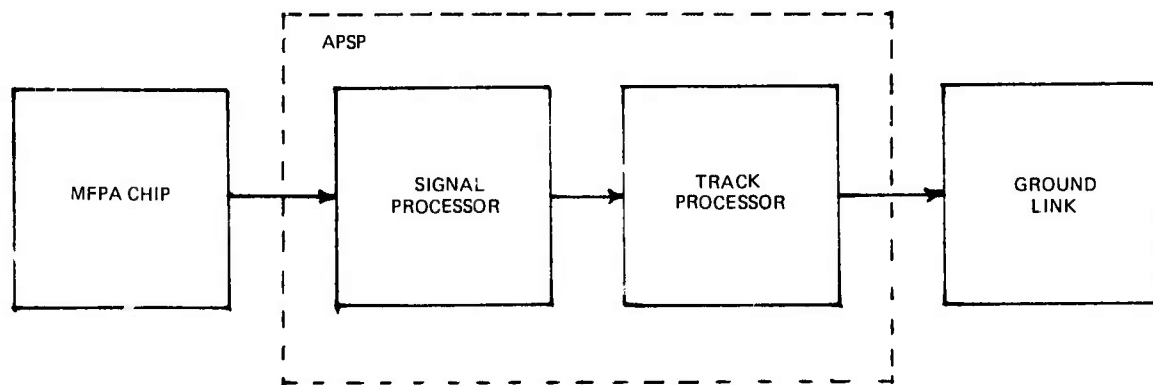 APSP
MFPA CHIP
SIGNAL
PROCESSOR
TRACK
PROCESSOR
GROUND
LINK